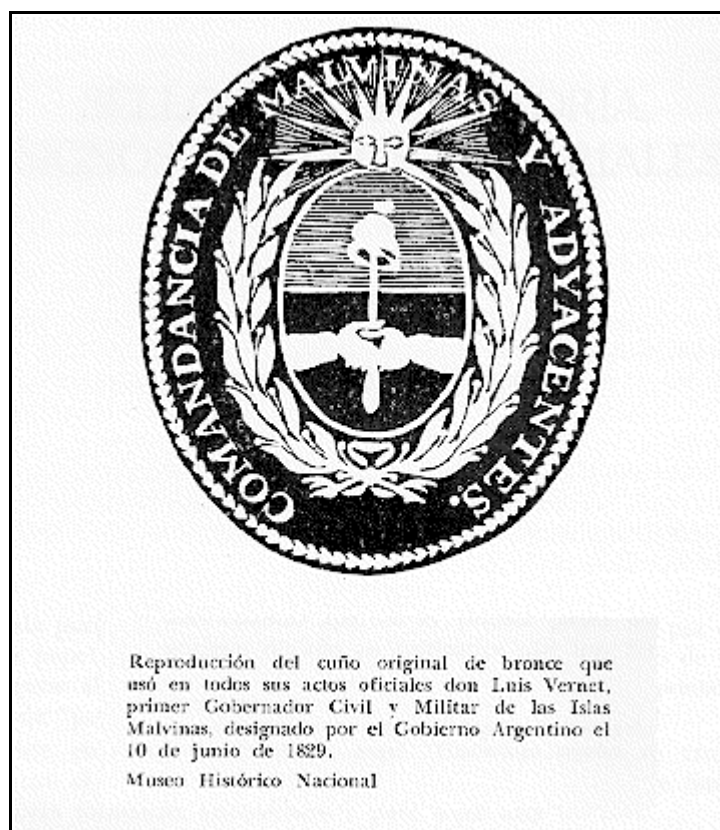 COMANDANCIA DE MALVINAS Y ADYACENTES.
Reproducción del cuño original de bronce que
usó en todos sus actos oficiales don Luis Vernet,
primer Gobernador Civil y Militar de las Islas
Malvinas, designado por el Gobierno Argentino el
10 de junio de 1829.
Museo Histórico Nacional